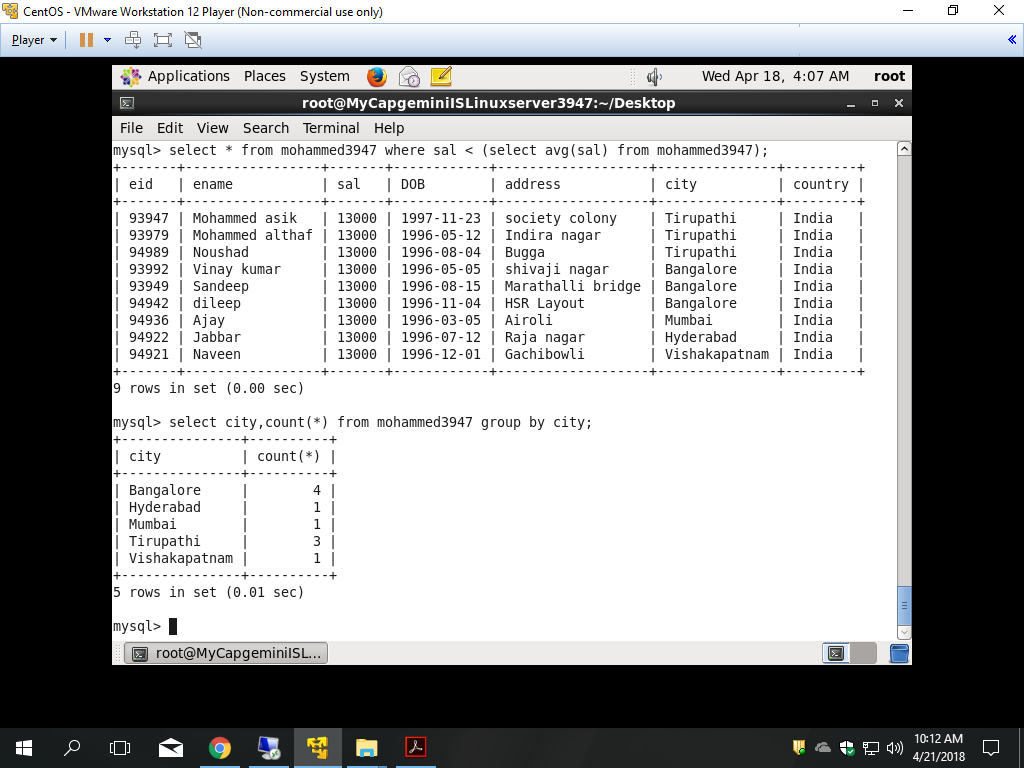 CentOS - VMware Workstation 12 Player (Non-commercial use only)
Player
Applications Places System Wed Apr 18, 4:07 AM root
root@MyCapgeminiISLinuxserver3947:~/Desktop
File Edit View Search Terminal Help
mysql> select * from mohammed3947 where sal < (select avg(sal) from mohammed3947);
+-------+-----------------+-------+------------+-------------------+---------------+---------+
| eid   | ename           | sal   | DOB        | address           | city          | country |
+-------+-----------------+-------+------------+-------------------+---------------+---------+
| 93947 | Mohammed asik   | 13000 | 1997-11-23 | society colony    | Tirupathi     | India   |
| 93979 | Mohammed althaf | 13000 | 1996-05-12 | Indira nagar      | Tirupathi     | India   |
| 94989 | Noushad         | 13000 | 1996-08-04 | Bugga             | Tirupathi     | India   |
| 93992 | Vinay kumar     | 13000 | 1996-05-05 | shivaji nagar     | Bangalore     | India   |
| 93949 | Sandeep         | 13000 | 1996-08-15 | Marathalli bridge | Bangalore     | India   |
| 94942 | dileep          | 13000 | 1996-11-04 | HSR Layout        | Bangalore     | India   |
| 94936 | Ajay            | 13000 | 1996-03-05 | Airoli            | Mumbai        | India   |
| 94922 | Jabbar          | 13000 | 1996-07-12 | Raja nagar        | Hyderabad     | India   |
| 94921 | Naveen          | 13000 | 1996-12-01 | Gachibowli        | Vishakapatnam | India   |
+-------+-----------------+-------+------------+-------------------+---------------+---------+
9 rows in set (0.00 sec)
mysql> select city,count(*) from mohammed3947 group by city;
+---------------+----------+
| city          | count(*) |
+---------------+----------+
| Bangalore     |        4 |
| Hyderabad     |        1 |
| Mumbai        |        1 |
| Tirupathi     |        3 |
| Vishakapatnam |        1 |
+---------------+----------+
5 rows in set (0.01 sec)
mysql>
root@MyCapgeminiISL...
10:12 AM
4/21/2018